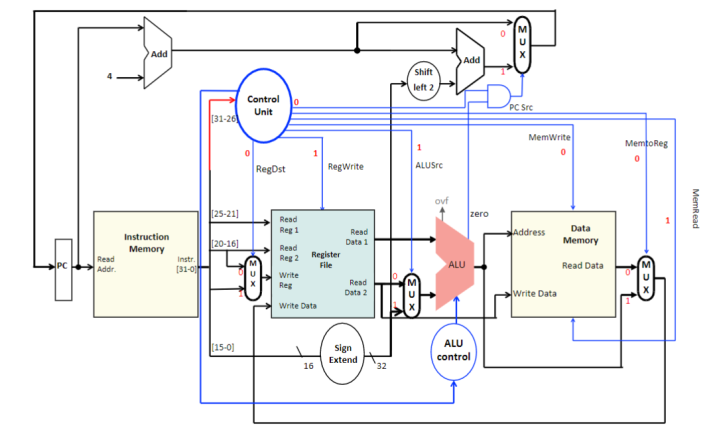 M
U
X
0
1
Add
4
Add
Shift
left 2
Control
Unit
0
PC Src
[31-26]
MemWrite
0
MemtoReg
0
0
RegDst
1
RegWrite
1
ALUSrc
MemRead
1
ovf
zero
[25-21]
[20-16]
Read
Reg 1
Read
Reg 2
Write
Reg
Write Data
Register
File
Read
Data 1
Read
Data 2
Instruction
Memory
Read
Addr.
Instr.
[31-0]
PC
0
M
U
X
1
0
M
U
X
1
ALU
Address
Data
Memory
Read Data
Write Data
0
M
U
X
1
[15-0]
Sign
Extend
16
32
ALU
control